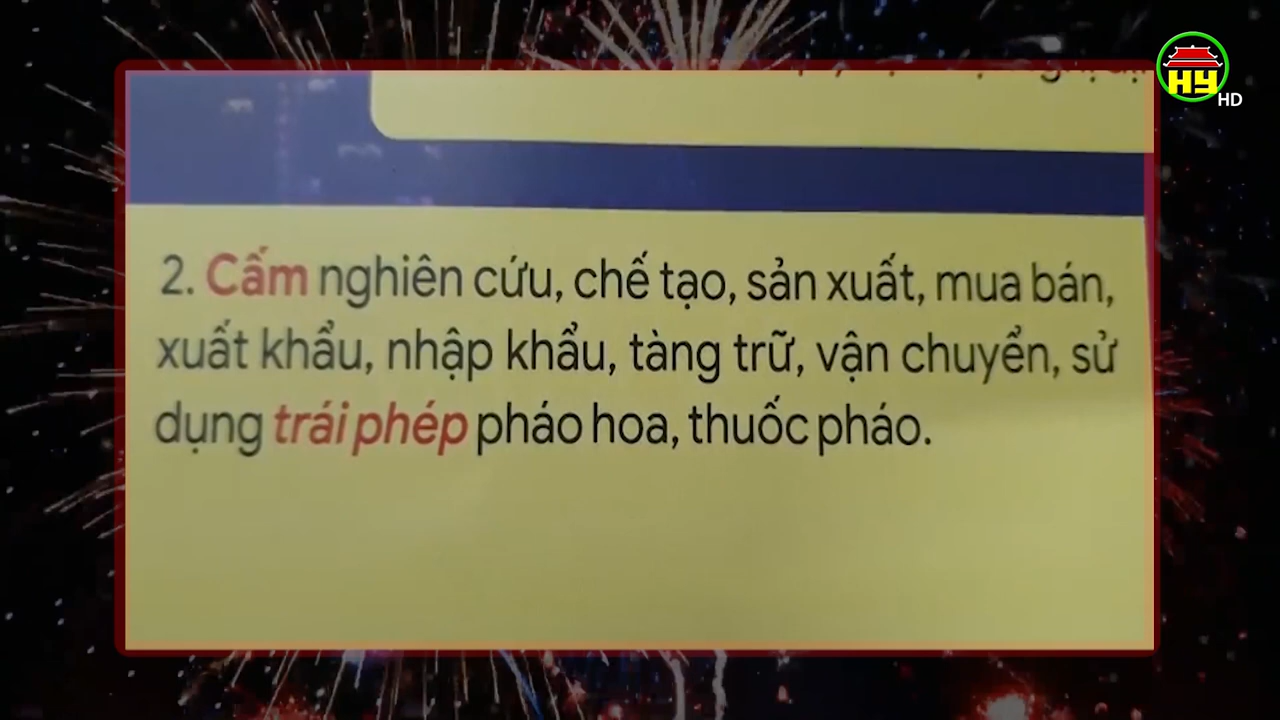 HY
HD
2. Cấm nghiên cứu, chế tạo, sản xuất, mua bán,
xuất khẩu, nhập khẩu, tàng trữ, vận chuyển, sử
dụng trái phép pháo hoa, thuốc pháo.